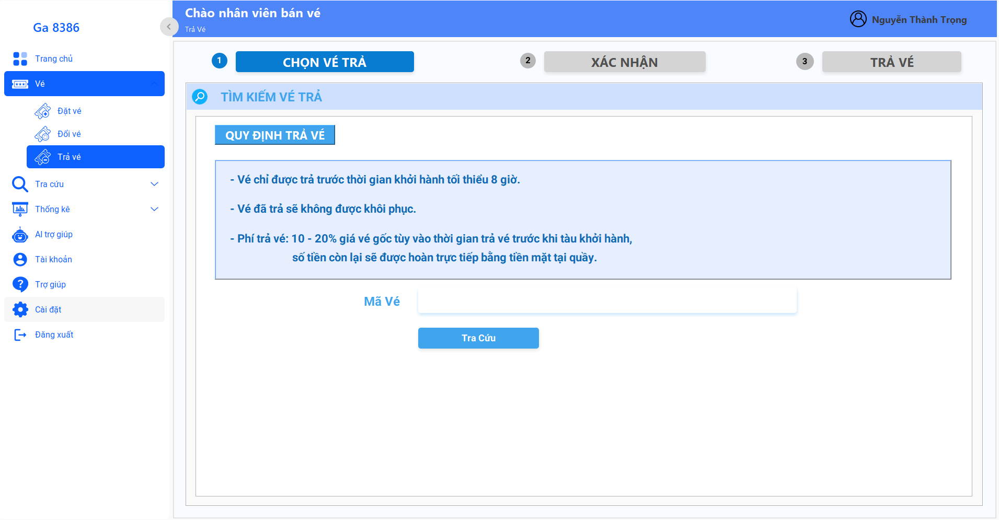 Ga 8386
Trang chủ
Vé
Đặt vé
Đổi vé
Trả vé
Tra cứu
Thống kê
AI trợ giúp
Tài khoản
Trợ giúp
Cài đặt
Đăng xuất
Chào nhân viên bán vé
Trả Vé
Nguyễn Thành Trọng
1 CHỌN VÉ TRẢ 2 XÁC NHẬN 3 TRẢ VÉ
TÌM KIẾM VÉ TRẢ
QUY ĐỊNH TRẢ VÉ
- Vé chỉ được trả trước thời gian khởi hành tối thiểu 8 giờ.
- Vé đã trả sẽ không được khôi phục.
- Phí trả vé: 10 - 20% giá vé gốc tùy vào thời gian trả vé trước khi tàu khởi hành,
số tiền còn lại sẽ được hoàn trực tiếp bằng tiền mặt tại quầy.
Mã Vé
Tra Cứu